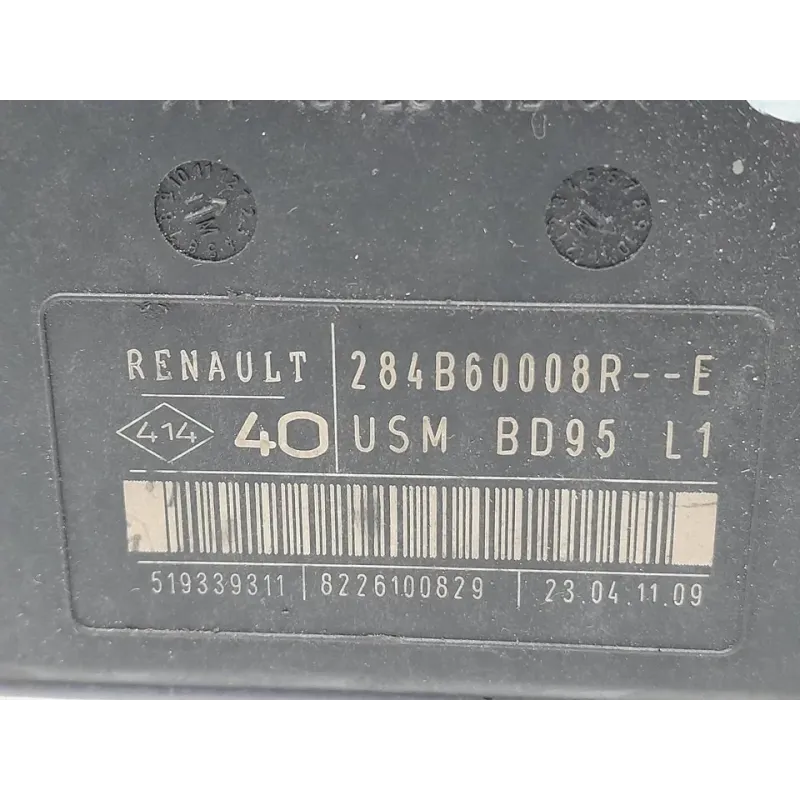 RENAULT 284B60008R--E
414 40 USM BD95 L1
519339311 8226100829 23.04.11.09